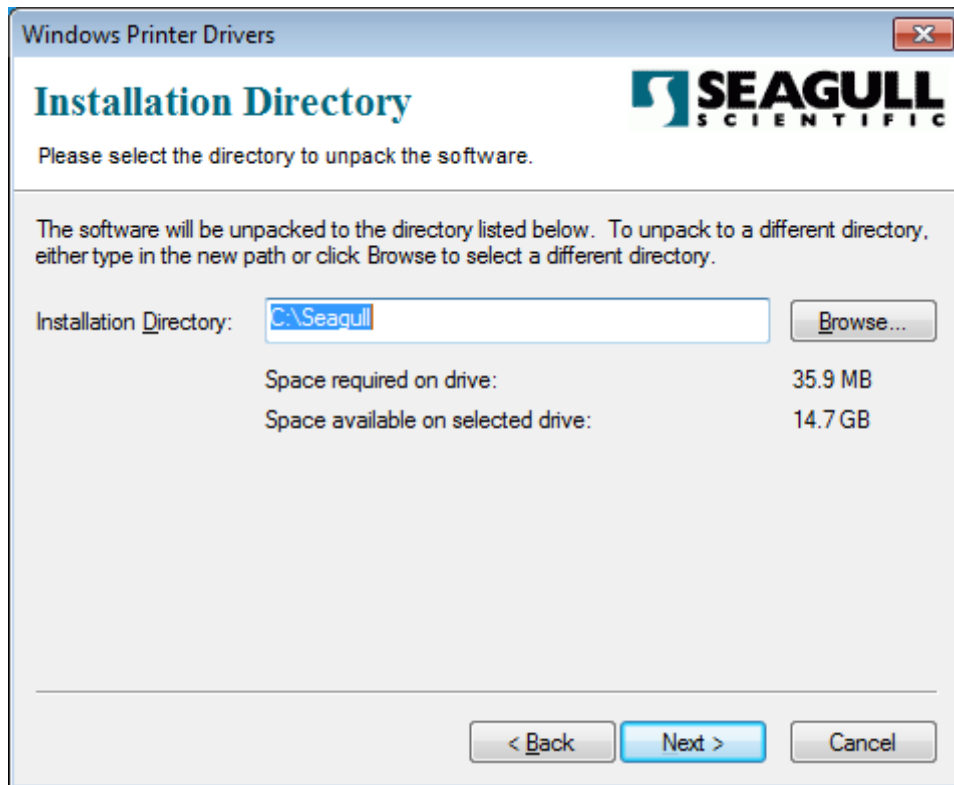 Windows Printer Drivers
Installation Directory
SEAGULL
SCIENTIFIC
Please select the directory to unpack the software.
The software will be unpacked to the directory listed below.  To unpack to a different directory,
either type in the new path or click Browse to select a different directory.
Installation Directory: C:\Seagull Browse...
Space required on drive: 35.9 MB
Space available on selected drive: 14.7 GB
< Back Next > Cancel